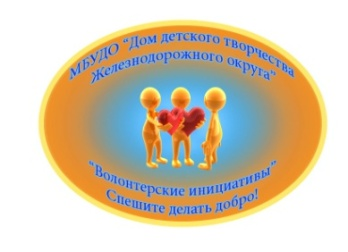 МБУДО "Дом детского творчества
Железнодорожного округа"
"Волонтерские инициативы"
Спешите делать добро!